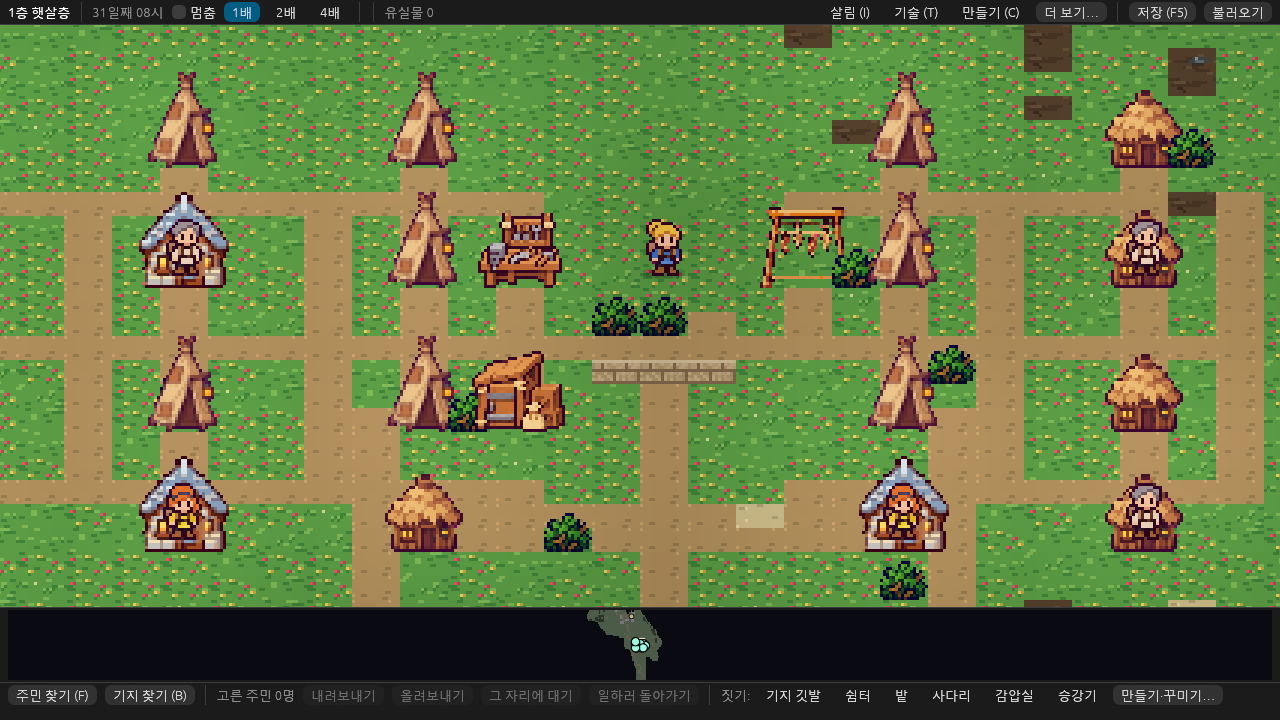 1층 햇살층 31일째 08시 멈춤 1배 2배 4배 유실물 0 살림 (I) 기술 (T) 만들기 (C) 더 보기... 저장 (F5) 불러오기
주민 찾기 (F) 기지 찾기 (B) 고른 주민 0명 내려보내기 올려보내기 그 자리에 대기 일하러 돌아가기 짓기: 기지 깃발 쉼터 밭 사다리 감압실 승강기 만들기·꾸미기...